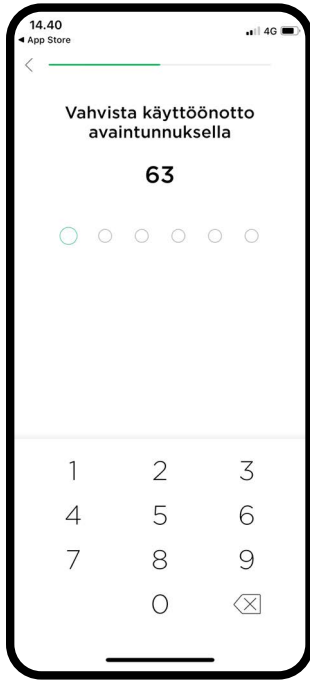 14.40
4G
◀ App Store
Vahvista käyttöönotto
avaintunnuksella
63
1 2 3
4 5 6
7 8 9
0